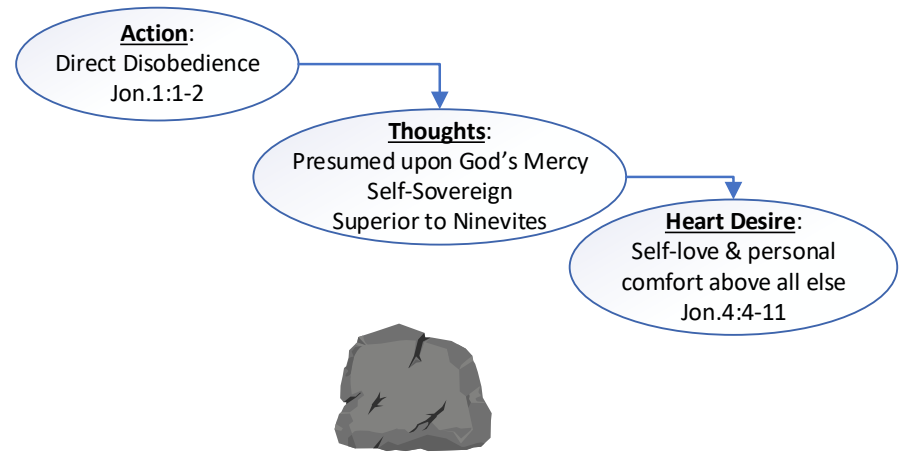 Action:
Direct Disobedience
Jon.1:1-2
Thoughts:
Presumed upon God’s Mercy
Self-Sovereign
Superior to Ninevites
Heart Desire:
Self-love & personal
comfort above all else
Jon.4:4-11